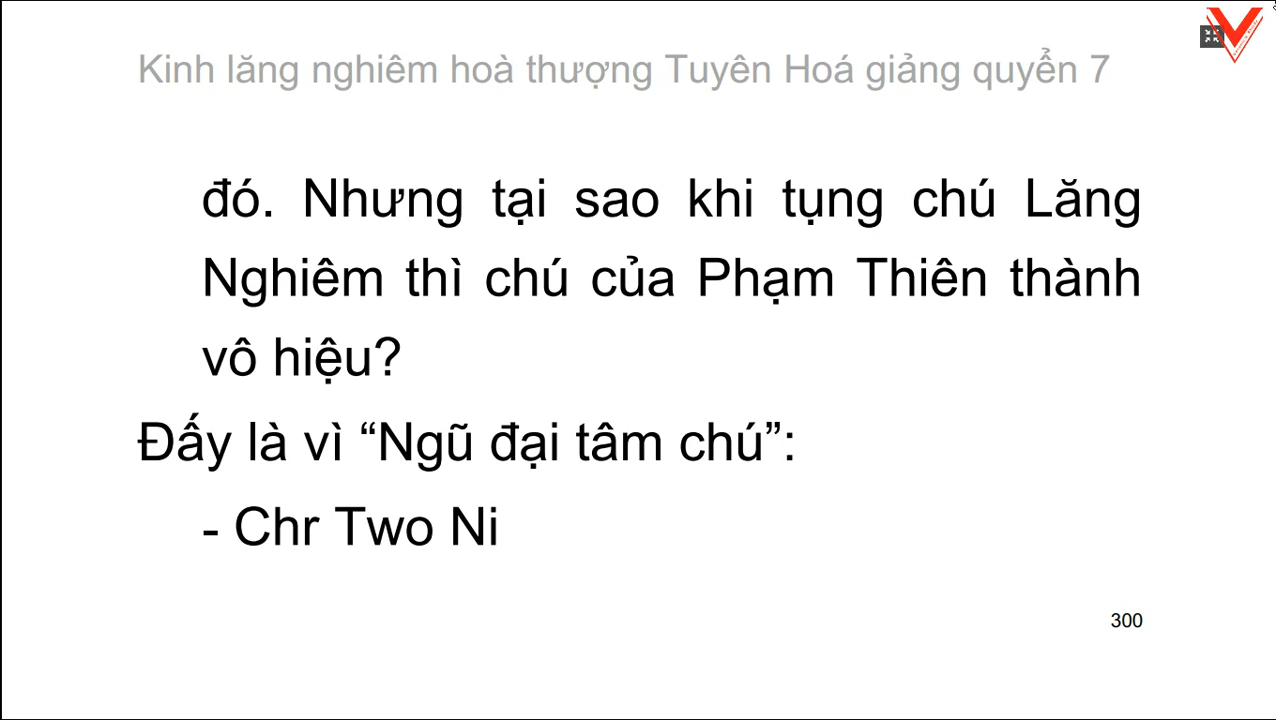 Kinh lăng nghiêm hoà thượng Tuyên Hoá giảng quyển 7
đó. Nhưng tại sao khi tụng chú Lăng
Nghiêm thì chú của Phạm Thiên thành
vô hiệu?
Đấy là vì “Ngũ đại tâm chú”:
- Chr Two Ni
300